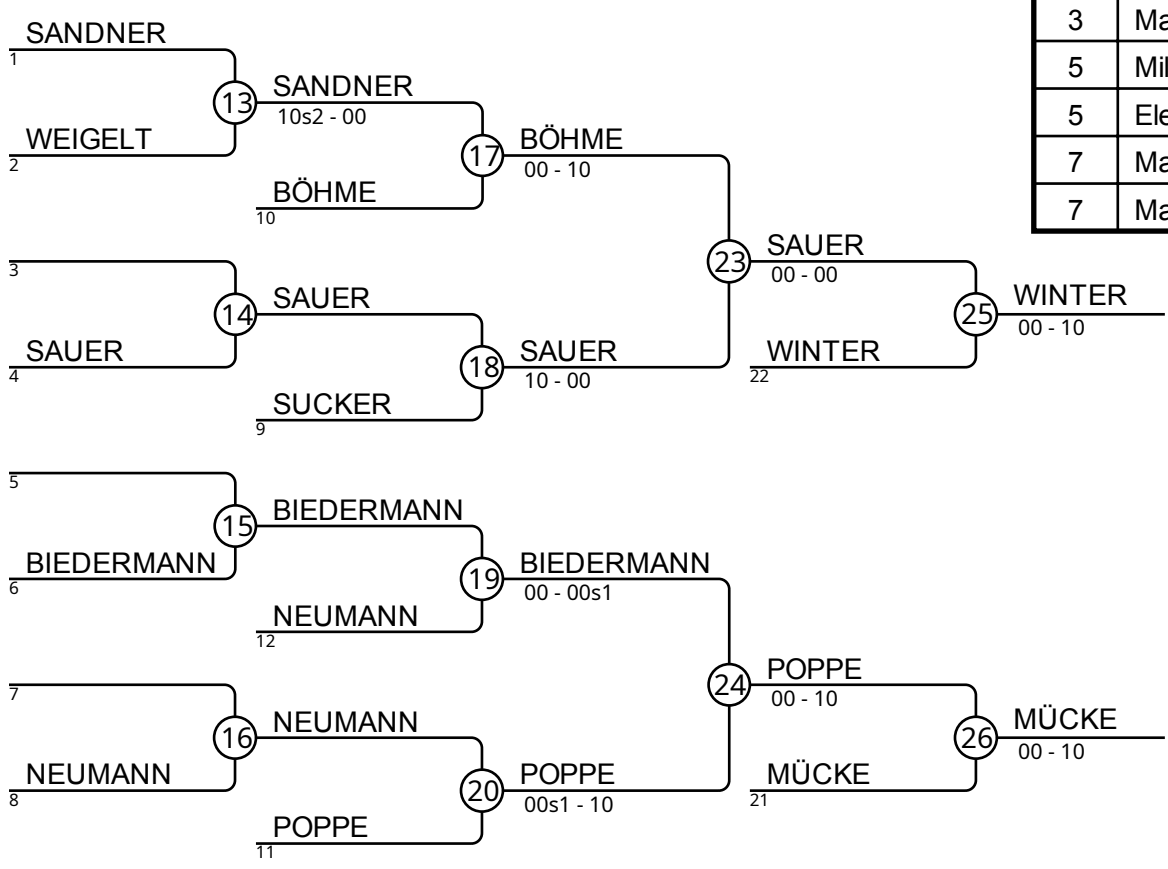 SANDNER
1
13
SANDNER
10s2 - 00
WEIGELT
2
17
BÖHME
00 - 10
BÖHME
10
3
14
SAUER
SAUER
4
18
SAUER
10 - 00
SUCKER
9
23
SAUER
00 - 00
WINTER
22
25
WINTER
00 - 10
5
15
BIEDERMANN
BIEDERMANN
6
19
BIEDERMANN
00 - 00s1
NEUMANN
12
7
16
NEUMANN
NEUMANN
8
20
POPPE
00s1 - 10
POPPE
11
24
POPPE
00 - 10
MÜCKE
21
26
MÜCKE
00 - 10
3
5
5
7
7